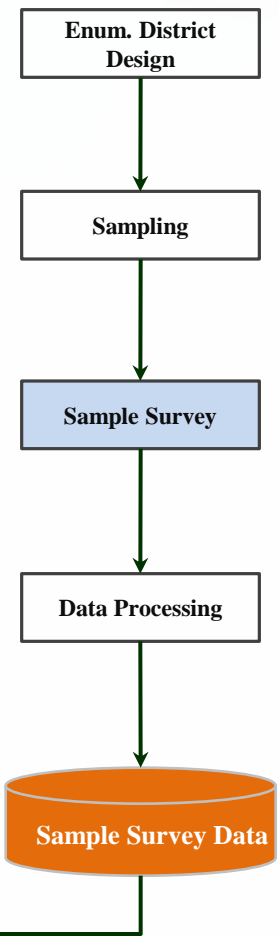 Enum. District
Design
Sampling
Sample Survey
Data Processing
Sample Survey Data